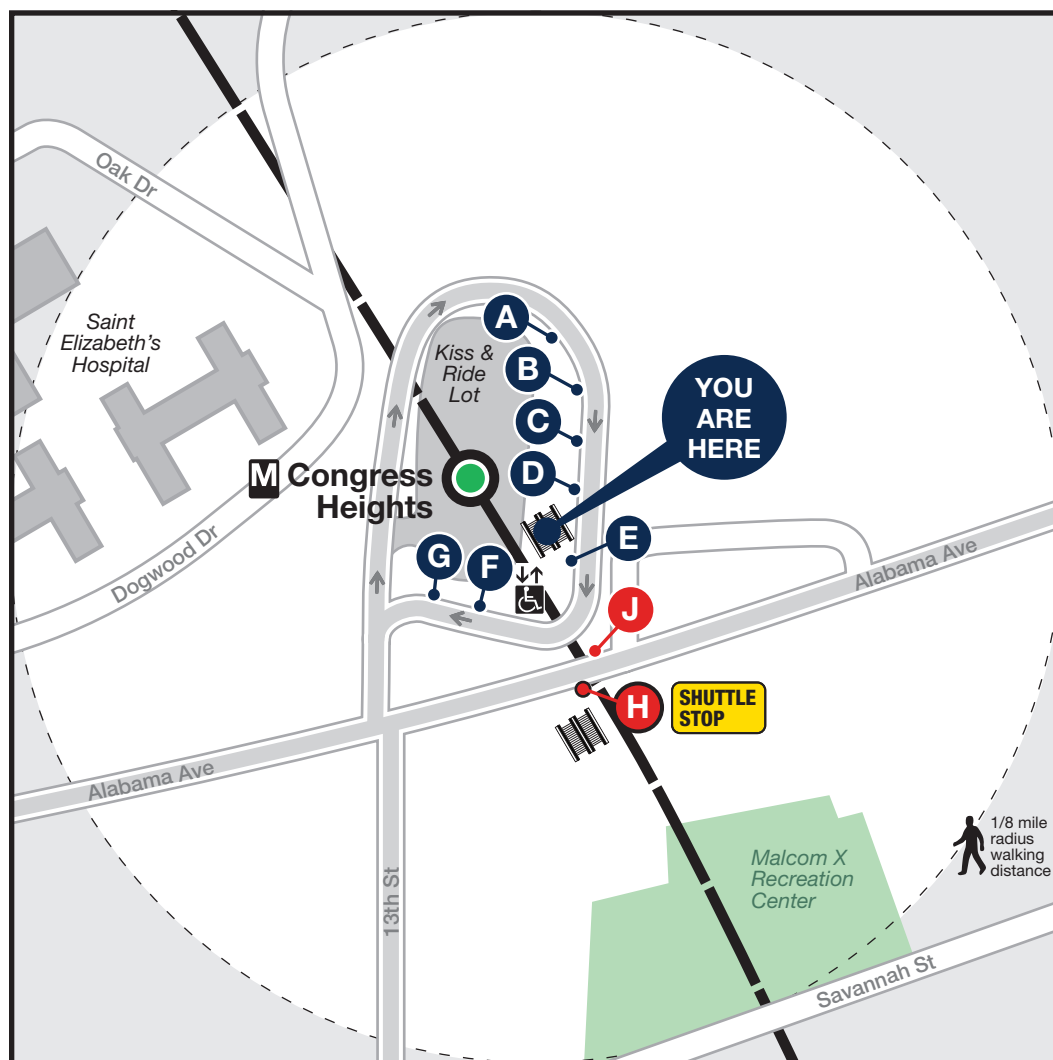 Oak Dr
Saint
Elizabeth's
Hospital
Kiss &
Ride
Lot
A
B
C
D
YOU
ARE
HERE
M Congress
Heights
E
G
F
Dogwood Dr
Alabama Ave
J
H
SHUTTLE
STOP
Alabama Ave
13th St
Malcom X
Recreation
Center
1/8 mile
radius
walking
distance
Savannah St